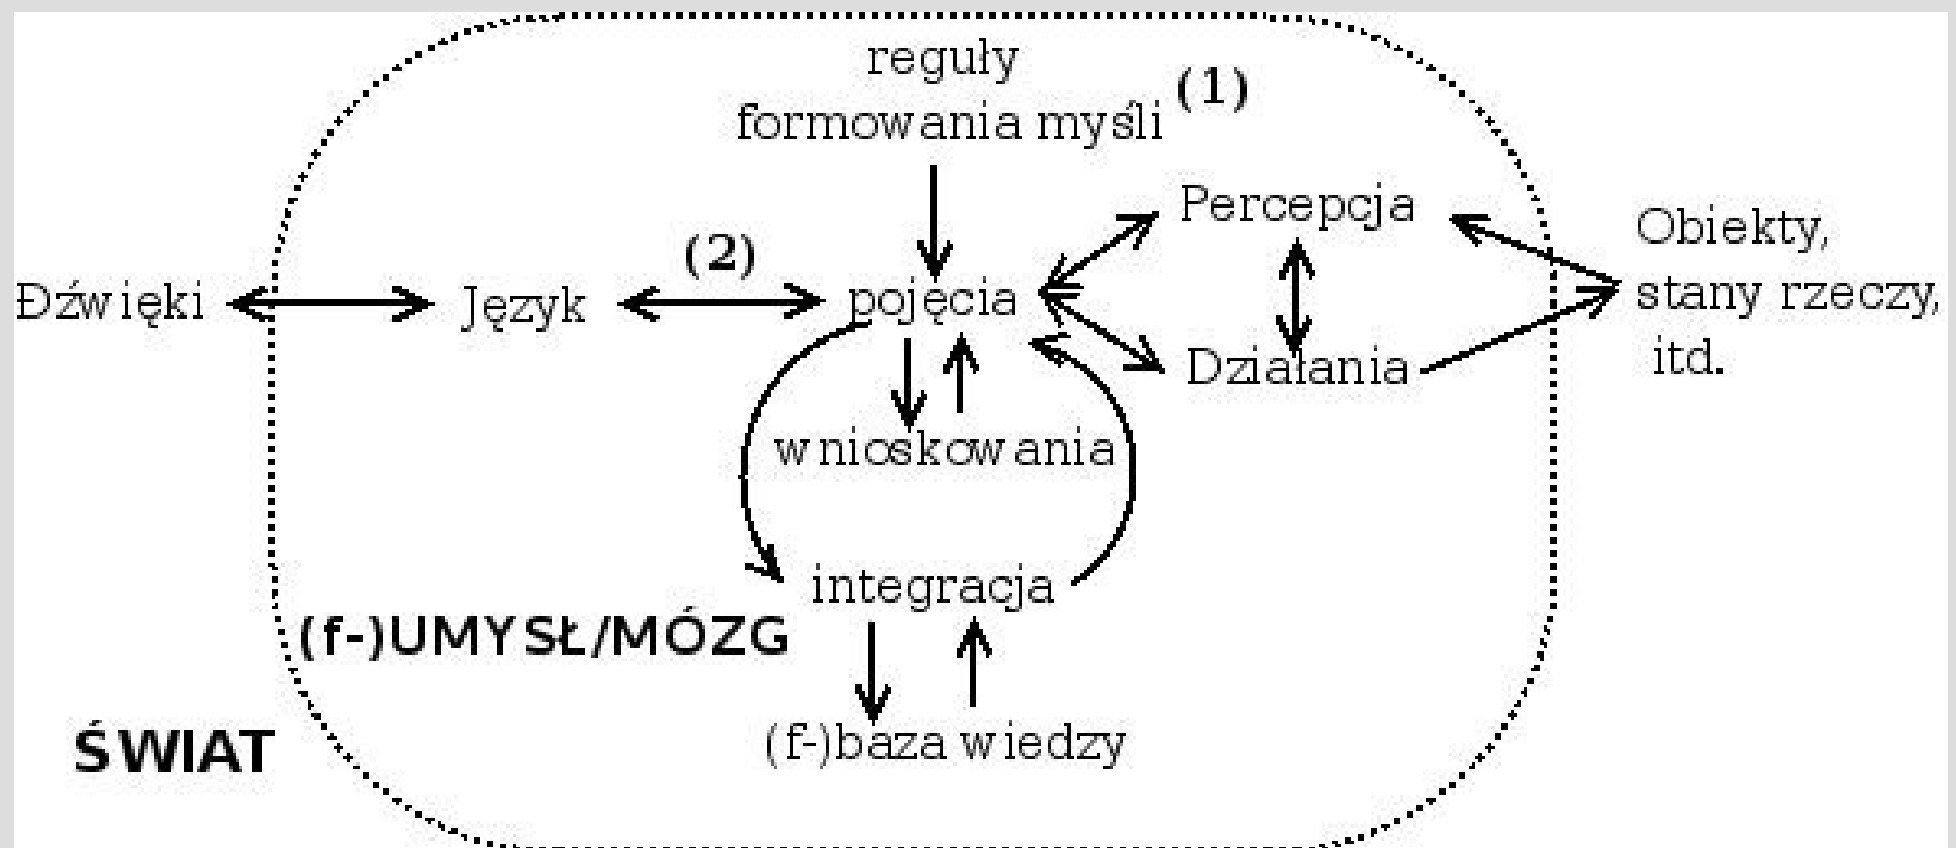 reguły
formowania myśli (1)
Percepcja
Obiekty,
stany rzeczy,
itd.
(2)
Đźwięki
Język
pojęcia
Działania
wnioskowania
integracja
(f-)UMYSŁ/MÓZG
(f-)baza wiedzy
ŚWIAT